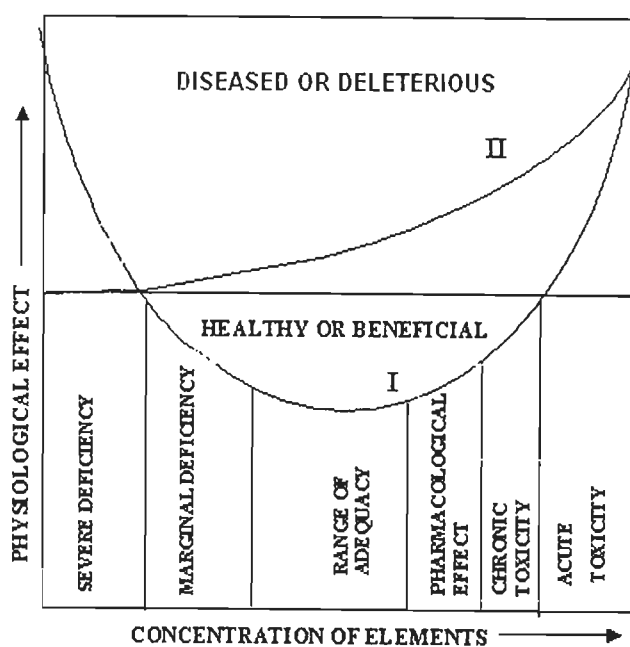 DISEASED OR DELETERIOUS
II
HEALTHY OR BENEFICIAL
I
PHYSIOLOGICAL EFFECT
SEVERE DEFICIENCY
MARGINAL DEFICIENCY
RANGE OF
ADEQUACY
PHARMACOLOGICAL
EFFECT
CHRONIC
TOXICITY
ACUTE
TOXICITY
CONCENTRATION OF ELEMENTS